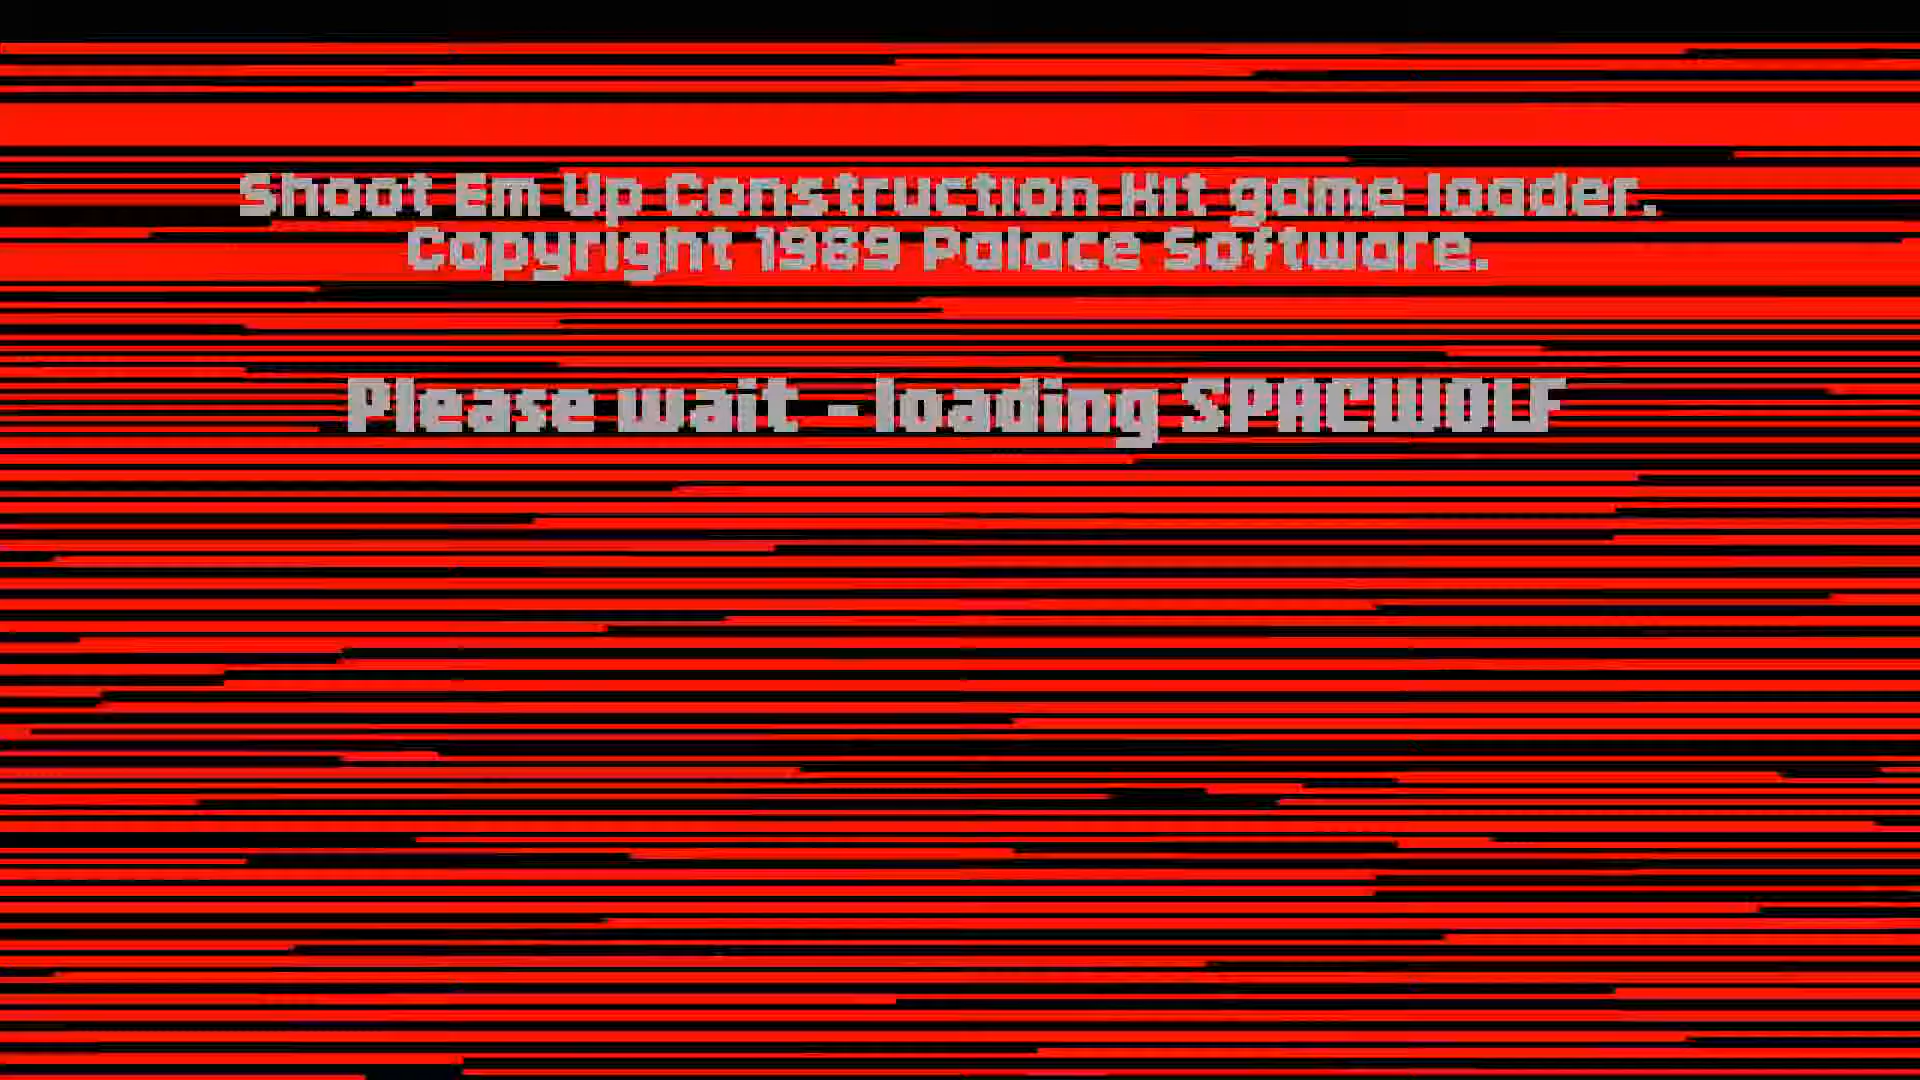 Shoot Em Up Construction Kit game loader.
Copyright 1989 Palace Software.
Please wait - loading SPACWOLF